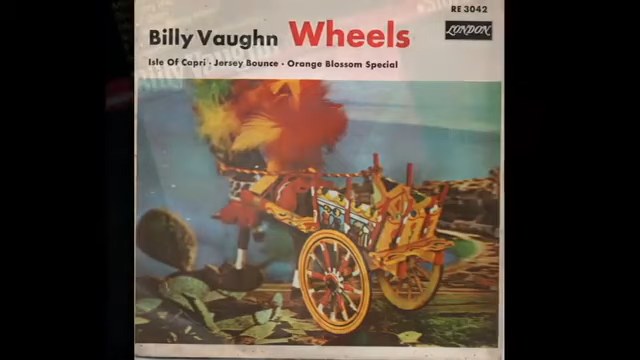 RE 3042
Billy Vaughn Wheels
LONDON
Isle Of Capri · Jersey Bounce · Orange Blossom Special